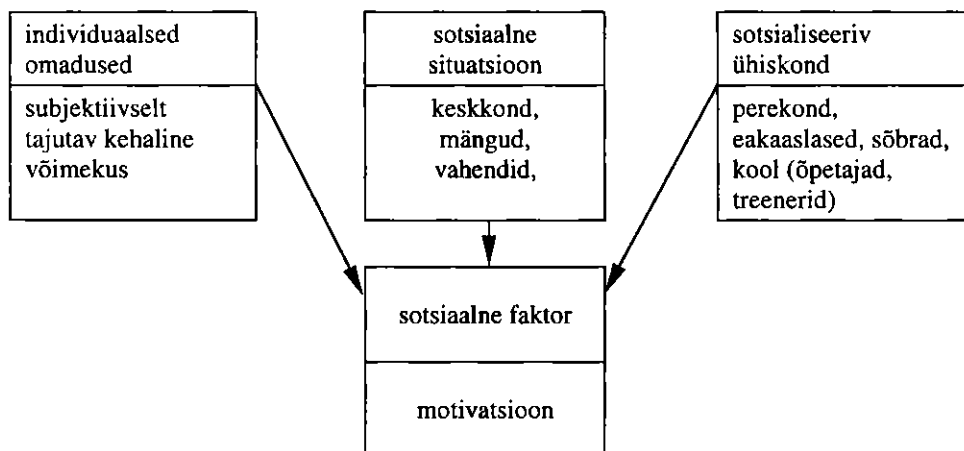 individuaalsed
omadused
subjektiivselt
tajutav kehaline
võimekus
sotsiaalne
situatsioon
keskkond,
mängud,
vahendid,
sotsialiseeriv
ühiskond
perekond,
eakaaslased, sõbrad,
kool (õpetajad,
treenerid)
sotsiaalne faktor
motivatsioon